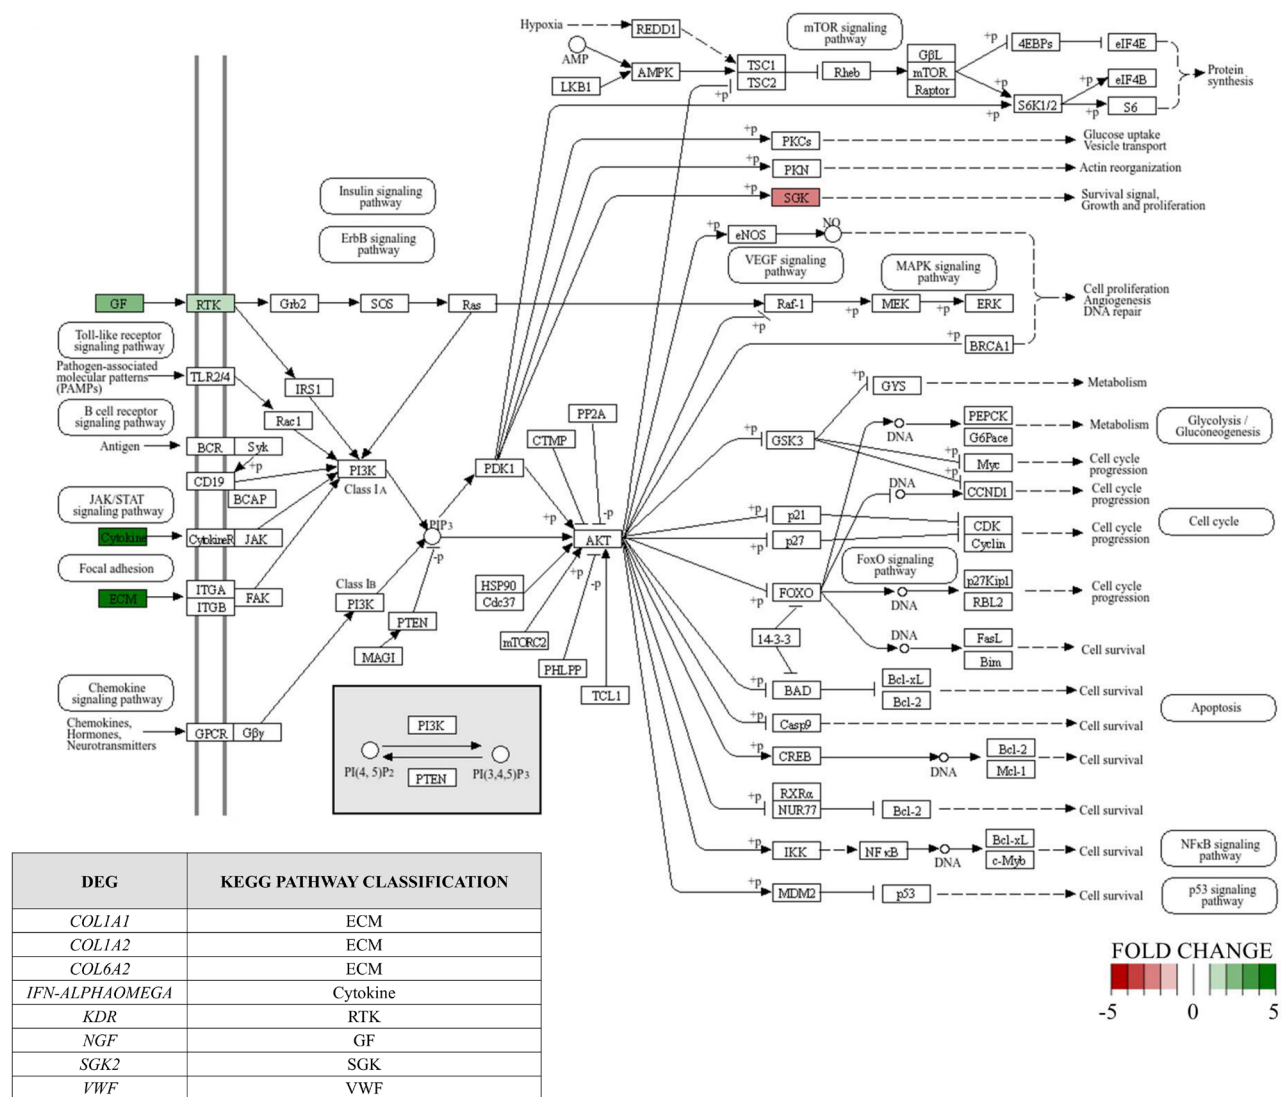 Hypoxia
REDD1
mTOR signaling
pathway
AMP
LKB1
AMPK
TSC1
TSC2
+p
Rheb
GβL
mTOR
Raptor
+p
4EBPs
eIF4E
+p
S6K1/2
+p
eIF4B
+p
S6
Protein
synthesis
+p
PKCs
Glucose uptake
Vesicle transport
+p
PKN
Actin reorganization
+p
SGK
Survival signal,
Growth and proliferation
Insulin signaling
pathway
ErbB signaling
pathway
+p
eNOS
NO
VEGF signaling
pathway
MAPK signaling
pathway
GF
RTK
Grb2
SOS
Ras
Raf-1
+p
+p
MEK
+p
ERK
Cell proliferation
Angiogenesis
DNA repair
+p
BRCA1
Toll-like receptor
signaling pathway
Pathogen-associated
molecular patterns
(PAMPs)
TLR2/4
IRS1
Rac1
B cell receptor
signaling pathway
Antigen
BCR
Syk
+p
CD19
BCAP
PI3K
Class IA
PDK1
CTMP
PP2A
+p
GSK3
+p
GYS
Metabolism
DNA
PEPCK
G6Pace
Metabolism
Glycolysis /
Gluconeogenesis
+p
Myc
Cell cycle
progression
+p
DNA
CCND1
Cell cycle
progression
JAK/STAT
signaling pathway
Cytokine
CytokineR
JAK
PIP3
-p
+p
-p
AKT
+p
-p
+p
p21
+p
p27
CDK
Cyclin
Cell cycle
progression
Cell cycle
Focal adhesion
ECM
ITGA
ITGB
FAK
Class IB
PI3K
PTEN
MAGI
HSP90
Cdc37
mTORC2
PHLPP
TCL1
FoxO signaling
pathway
+p
FOXO
DNA
p27Kip1
RBL2
Cell cycle
progression
14-3-3
DNA
FasL
Bim
Cell survival
Chemokine
signaling pathway
Chemokines,
Hormones,
Neurotransmitters
GPCR
Gβγ
PI3K
PI(4, 5)P2
PTEN
PI(3,4,5)P3
+p
BAD
Bcl-xL
Bcl-2
Cell survival
Apoptosis
+p
Casp9
Cell survival
+p
CREB
DNA
Bcl-2
Mcl-1
Cell survival
+p
RXRα
NUR77
Bcl-2
Cell survival
+p
IKK
NFκB
DNA
Bcl-xL
c-Myb
Cell survival
NFκB signaling
pathway
+p
MDM2
p53
Cell survival
p53 signaling
pathway
DEG KEGG PATHWAY CLASSIFICATION
COL1A1 ECM
COL1A2 ECM
COL6A2 ECM
IFN-ALPHAOMEGA Cytokine
KDR RTK
NGF GF
SGK2 SGK
VWF VWF
FOLD CHANGE
-5 0 5